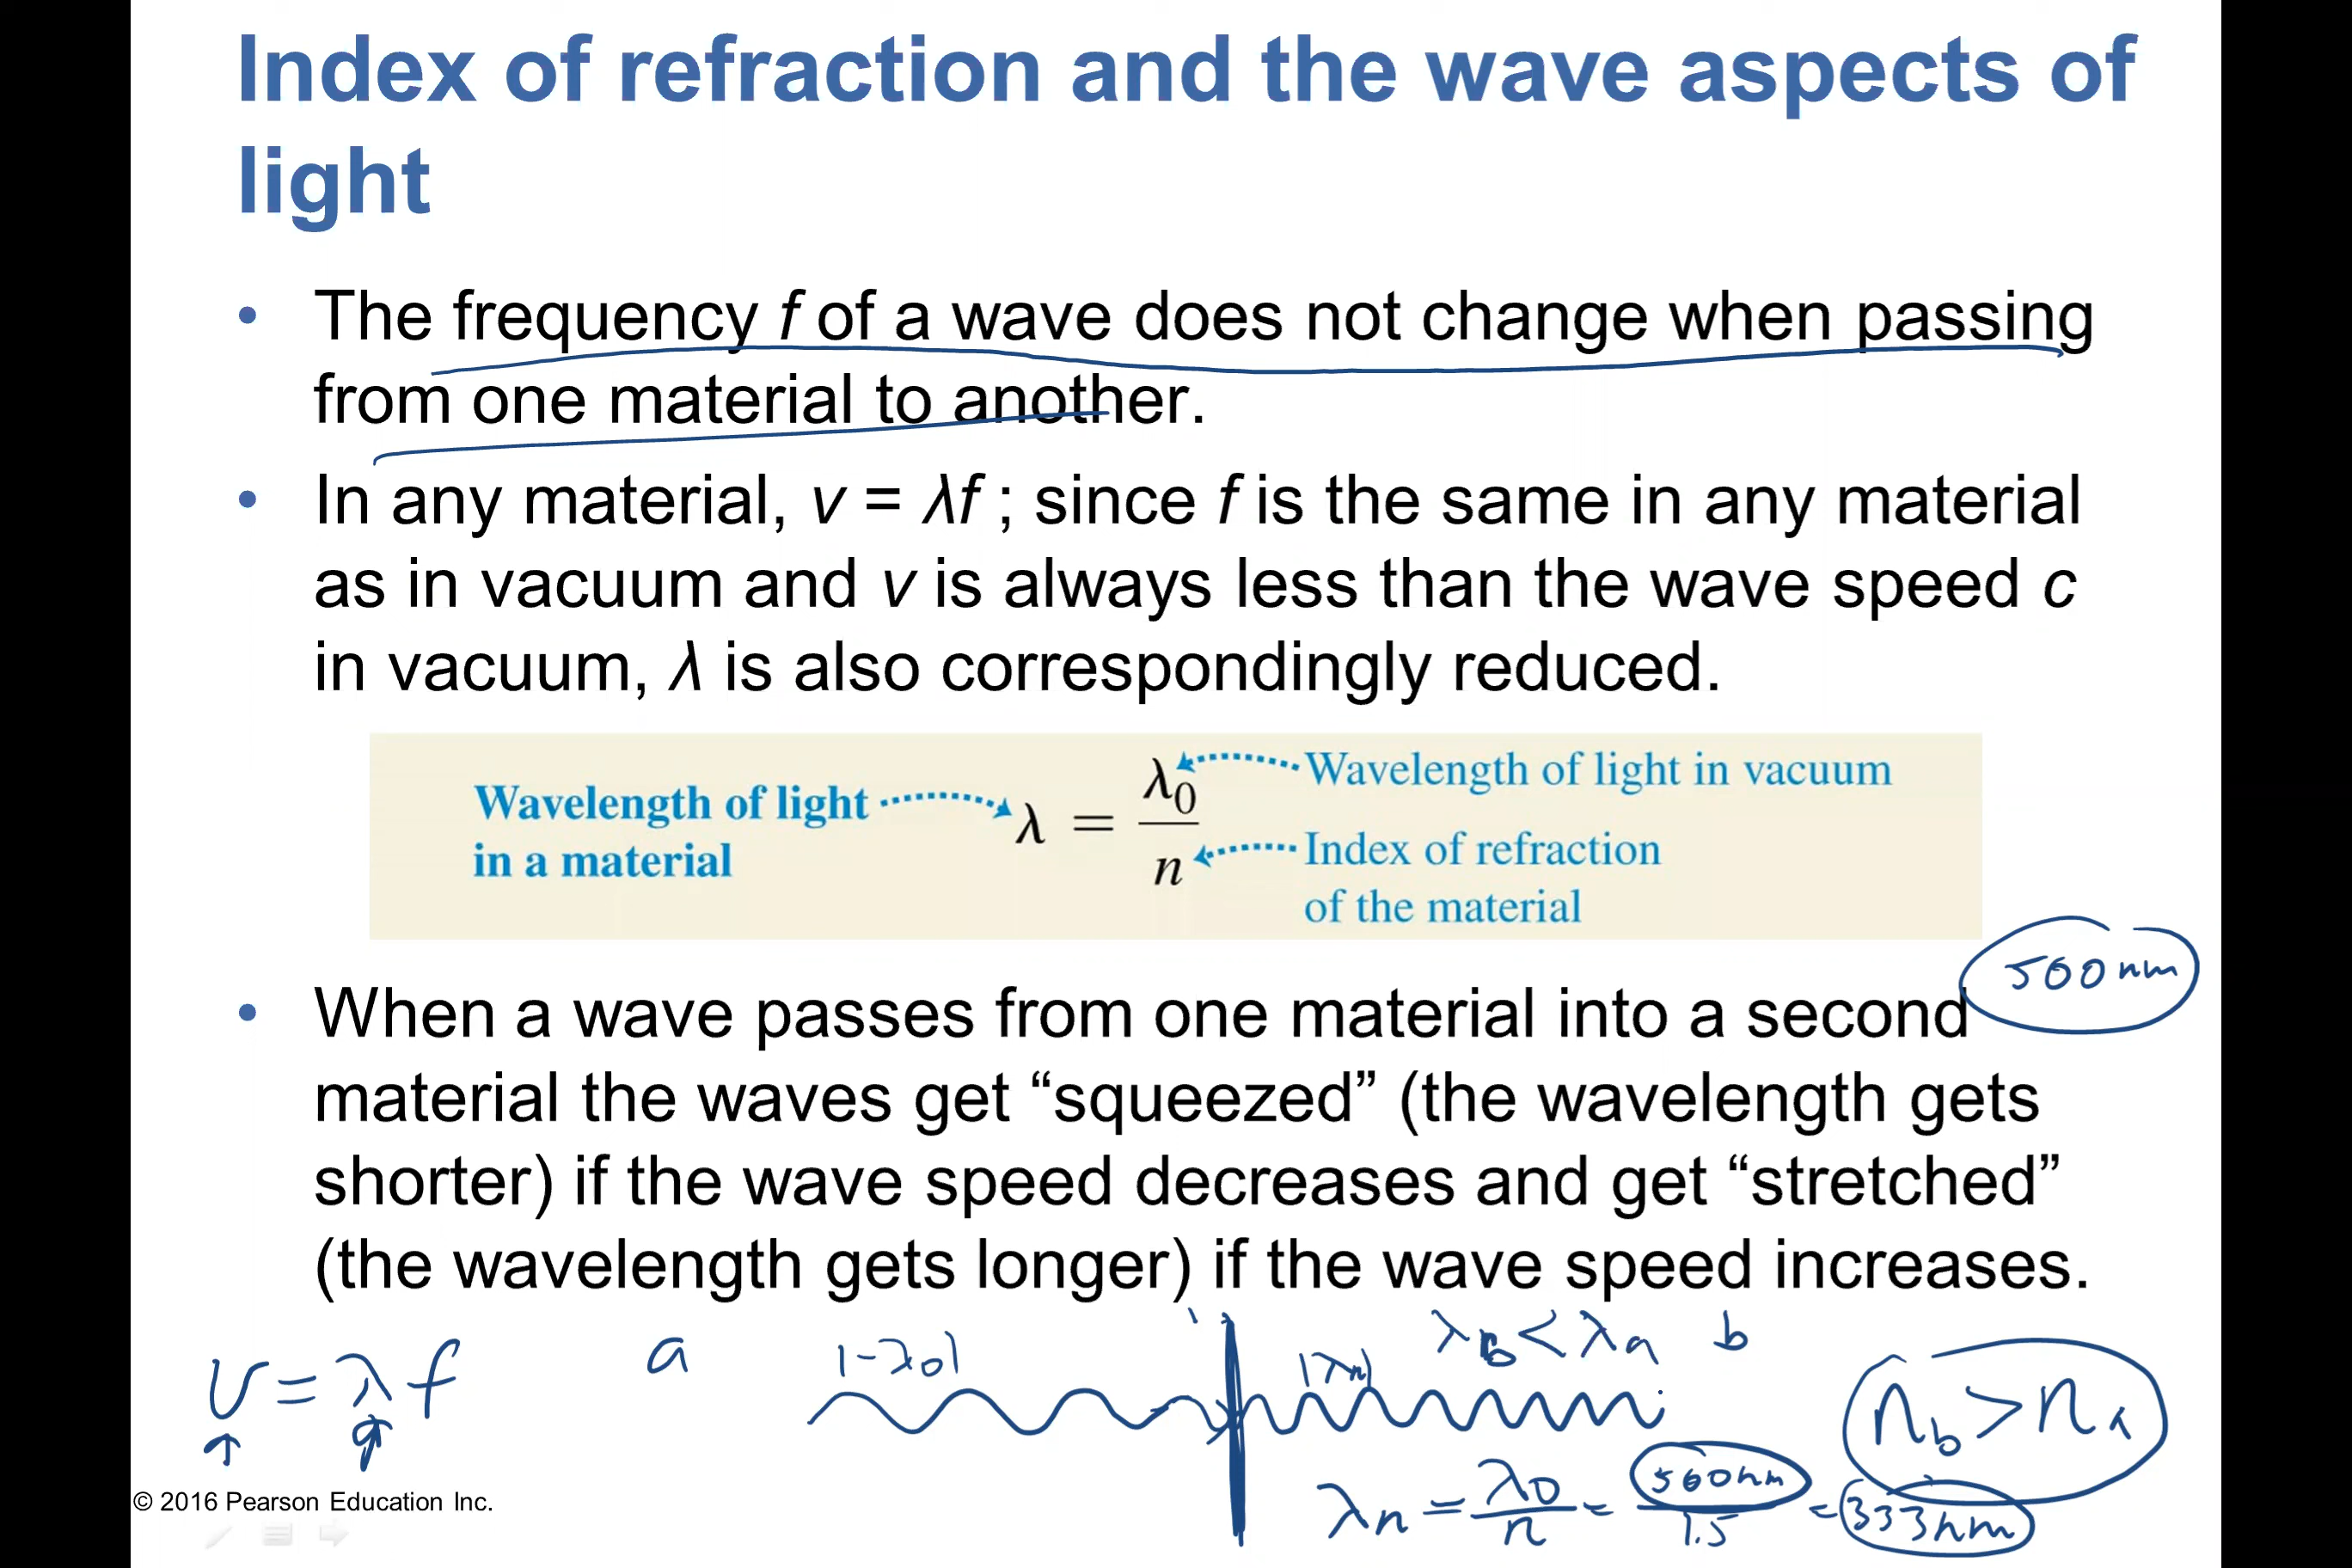 Index of refraction and the wave aspects of
light
• The frequency f of a wave does not change when passing
from one material to another.
• In any material, v = λf ; since f is the same in any material
as in vacuum and v is always less than the wave speed c
in vacuum, λ is also correspondingly reduced.
Wavelength of light in a material
λ = λ0/n
Wavelength of light in vacuum
Index of refraction
of the material
500 nm
• When a wave passes from one material into a second
material the waves get “squeezed” (the wavelength gets
shorter) if the wave speed decreases and get “stretched”
(the wavelength gets longer) if the wave speed increases.
v = λf
a
|-λ0|
|λn|
λb < λa
b
nb > na
λn = λ0/n = 500nm/1.5 = 333nm
© 2016 Pearson Education Inc.